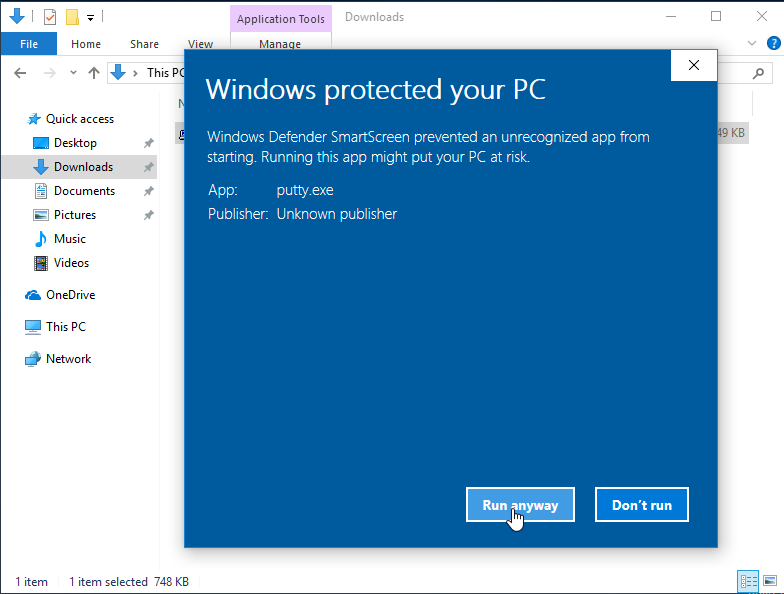 Application Tools
Downloads
File
Home
Share
View
Manage
This PC
Quick access
Desktop
Downloads
Documents
Pictures
Music
Videos
OneDrive
This PC
Network
49 KB
Windows protected your PC
Windows Defender SmartScreen prevented an unrecognized app from
starting. Running this app might put your PC at risk.
App: putty.exe
Publisher: Unknown publisher
Run anyway
Don't run
1 item 1 item selected 748 KB